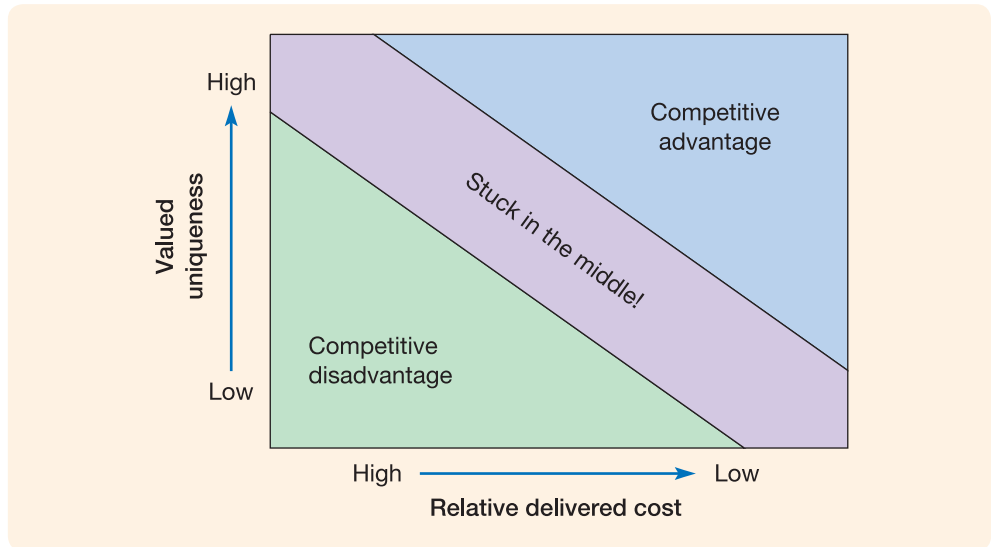 High
Competitive
advantage
Stuck in the middle!
Valued
uniqueness
Competitive
disadvantage
Low
High
Low
Relative delivered cost